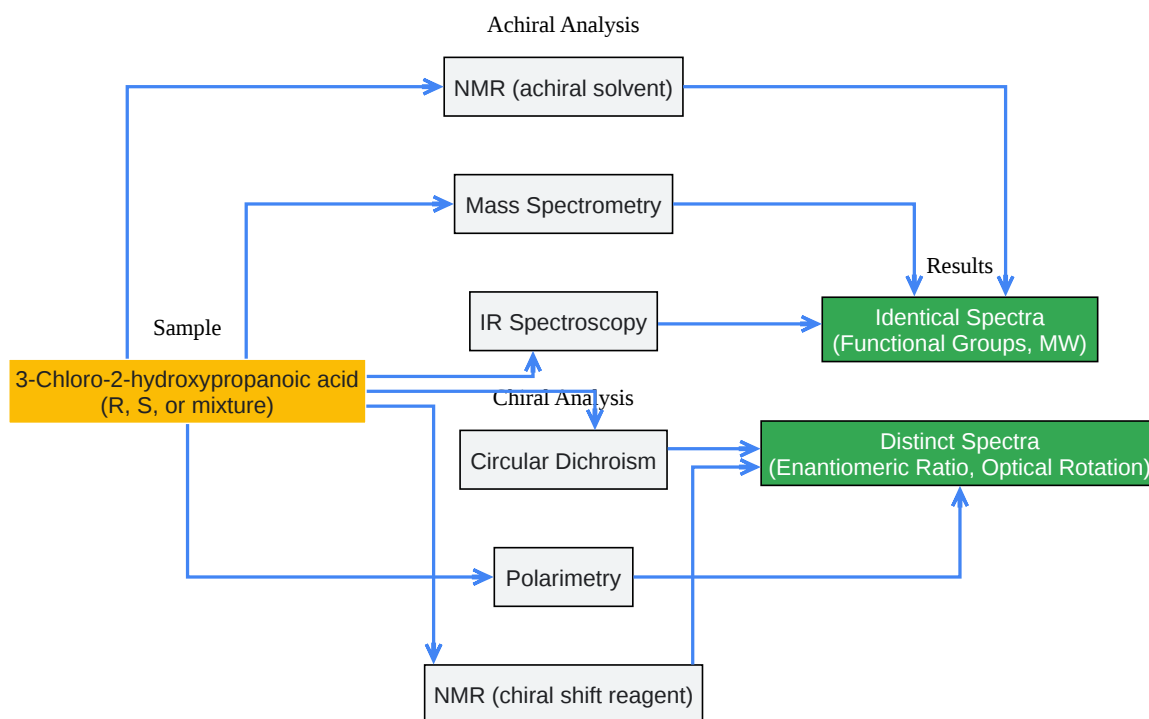 Achiral Analysis
NMR (achiral solvent)
Mass Spectrometry
Results
IR Spectroscopy
Identical Spectra
(Functional Groups, MW)
Sample
3-Chloro-2-hydroxypropanoic acid
(R, S, or mixture)
Chiral Analysis
Circular Dichroism
Distinct Spectra
(Enantiomeric Ratio, Optical Rotation)
Polarimetry
NMR (chiral shift reagent)